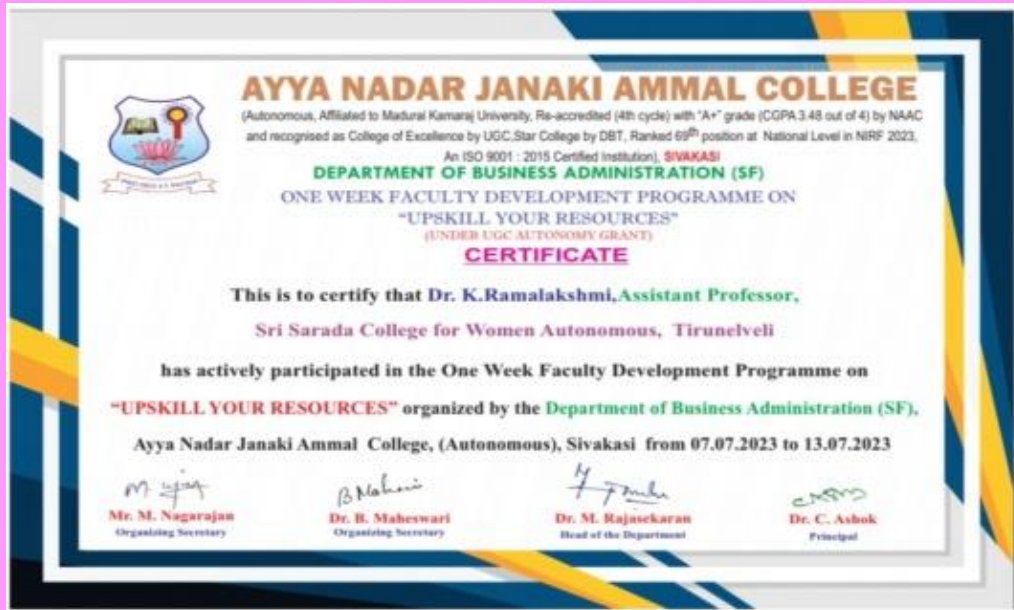 AYYA NADAR JANAKI AMMAL COLLEGE
(Autonomous, Affiliated to Madurai Kamaraj University, Re-accredited (4th cycle) with "A+" grade (CGPA 3.48 out of 4) by NAAC
and recognised as College of Excellence by UGC,Star College by DBT, Ranked 69th position at National Level in NIRF 2023,
An ISO 9001 : 2015 Certified Institution), SIVAKASI
DEPARTMENT OF BUSINESS ADMINISTRATION (SF)
ONE WEEK FACULTY DEVELOPMENT PROGRAMME ON
"UPSKILL YOUR RESOURCES"
(UNDER UGC AUTONOMY GRANT)
CERTIFICATE
This is to certify that Dr. K.Ramalakshmi,Assistant Professor,
Sri Sarada College for Women Autonomous, Tirunelveli
has actively participated in the One Week Faculty Development Programme on
"UPSKILL YOUR RESOURCES" organized by the Department of Business Administration (SF),
Ayya Nadar Janaki Ammal College, (Autonomous), Sivakasi from 07.07.2023 to 13.07.2023
Mr. M. Nagarajan Dr. B. Maheswari Dr. M. Rajasekaran Dr. C. Ashok
Organizing Secretary Organizing Secretary Head of the Department Principal